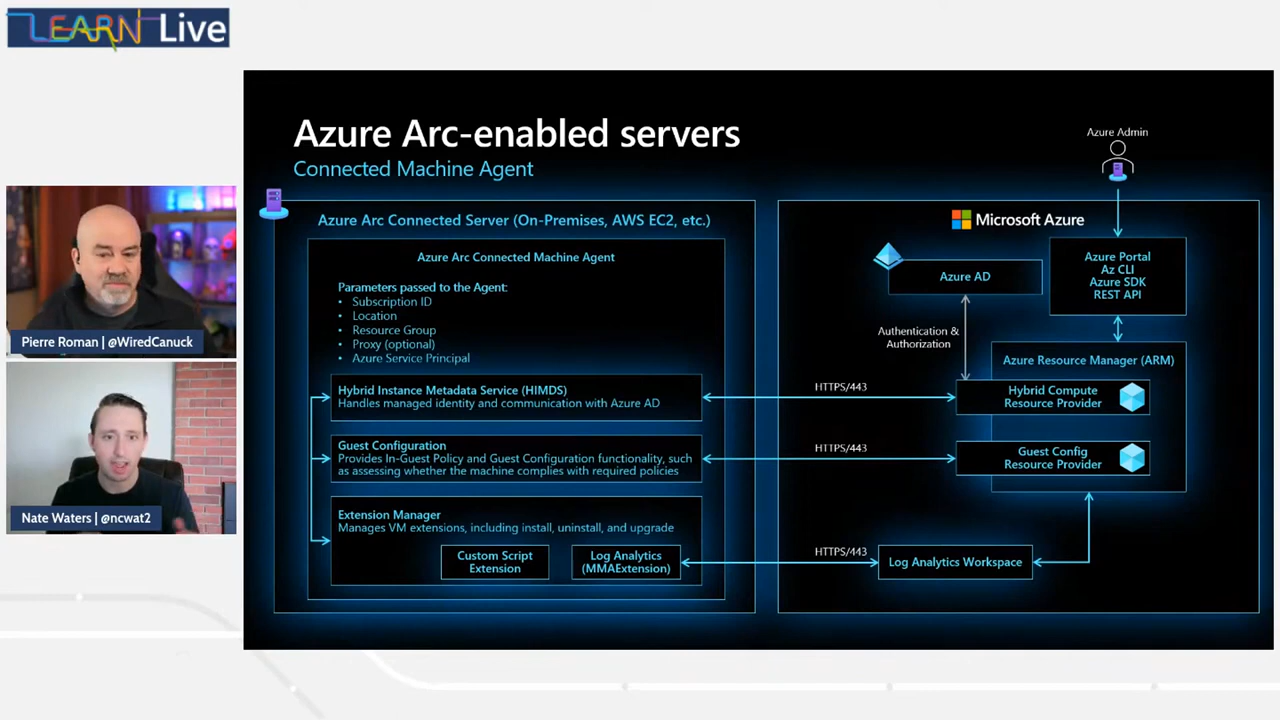 LEARN Live
Azure Arc-enabled servers
Connected Machine Agent
Azure Admin
Azure Arc Connected Server (On-Premises, AWS EC2, etc.)
Azure Arc Connected Machine Agent
Parameters passed to the Agent:
• Subscription ID
• Location
• Resource Group
• Proxy (optional)
• Azure Service Principal
Hybrid Instance Metadata Service (HIMDS)
Handles managed identity and communication with Azure AD
Guest Configuration
Provides In-Guest Policy and Guest Configuration functionality, such
as assessing whether the machine complies with required policies
Extension Manager
Manages VM extensions, including install, uninstall, and upgrade
Custom Script
Extension
Log Analytics
(MMAExtension)
HTTPS/443
HTTPS/443
HTTPS/443
Microsoft Azure
Azure AD
Authentication &
Authorization
Azure Portal
Az CLI
Azure SDK
REST API
Azure Resource Manager (ARM)
Hybrid Compute
Resource Provider
Guest Config
Resource Provider
Log Analytics Workspace
Pierre Roman | @WiredCanuck
Nate Waters | @ncwat2